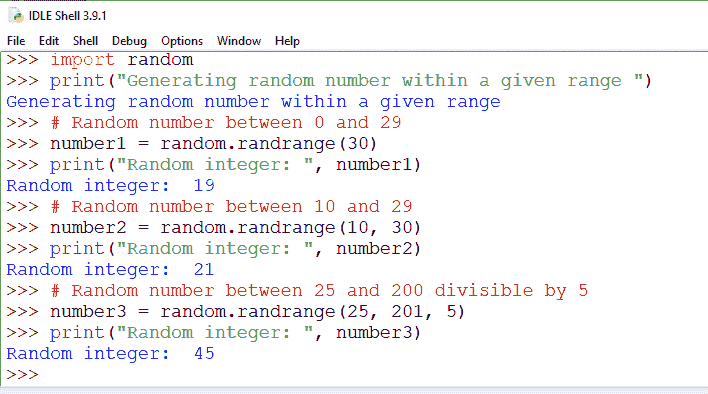 IDLE Shell 3.9.1
File Edit Shell Debug Options Window Help
>>> import random
>>> print("Generating random number within a given range ")
Generating random number within a given range
>>> # Random number between 0 and 29
>>> number1 = random.randrange(30)
>>> print("Random integer: ", number1)
Random integer:  19
>>> # Random number between 10 and 29
>>> number2 = random.randrange(10, 30)
>>> print("Random integer: ", number2)
Random integer:  21
>>> # Random number between 25 and 200 divisible by 5
>>> number3 = random.randrange(25, 201, 5)
>>> print("Random integer: ", number3)
Random integer:  45
>>>